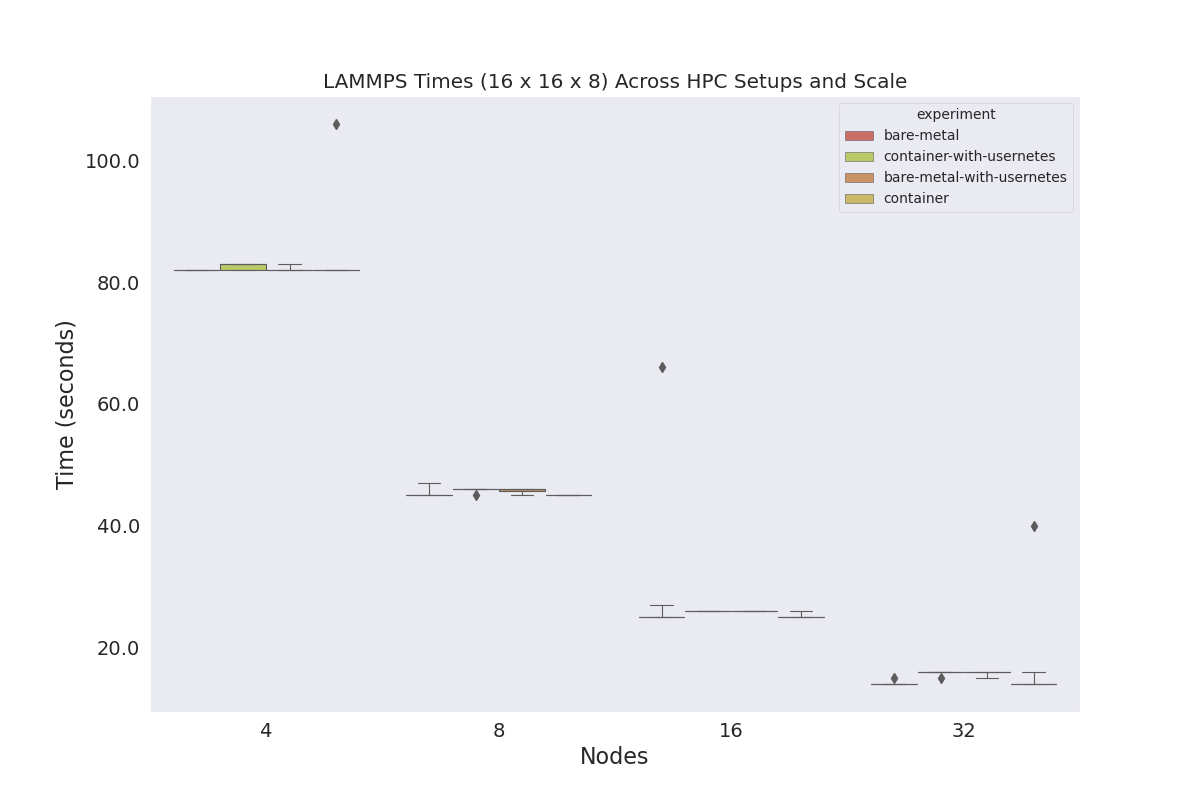 LAMMPS Times (16 x 16 x 8) Across HPC Setups and Scale
experiment
bare-metal
container-with-usernetes
bare-metal-with-usernetes
container
100.0
80.0
60.0
40.0
20.0
Time (seconds)
4 8 16 32
Nodes